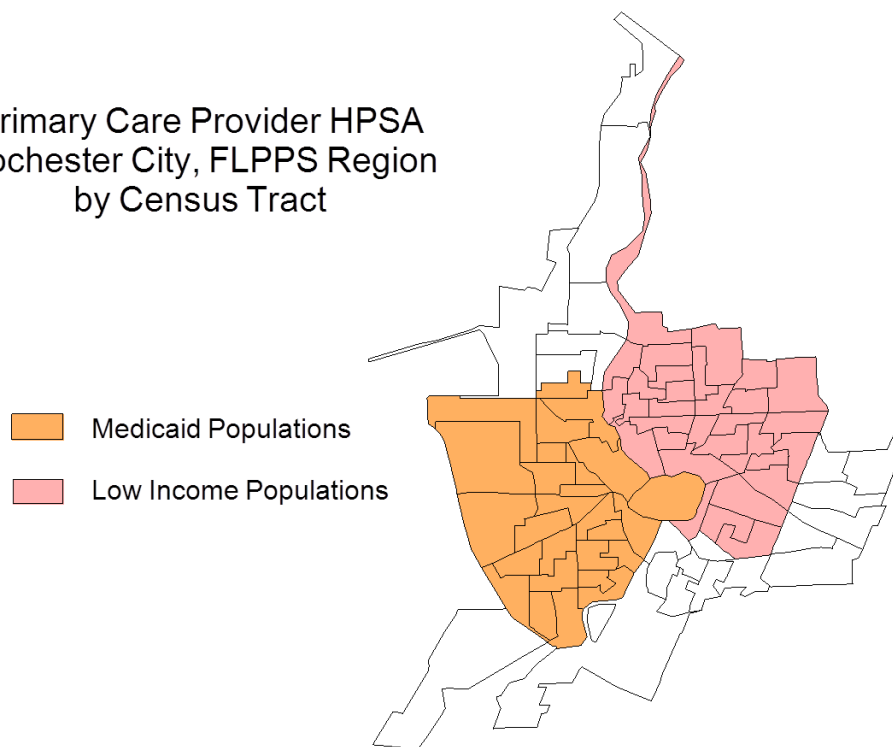 rimary Care Provider HPSA
ochester City, FLPPS Region
by Census Tract
Medicaid Populations
Low Income Populations